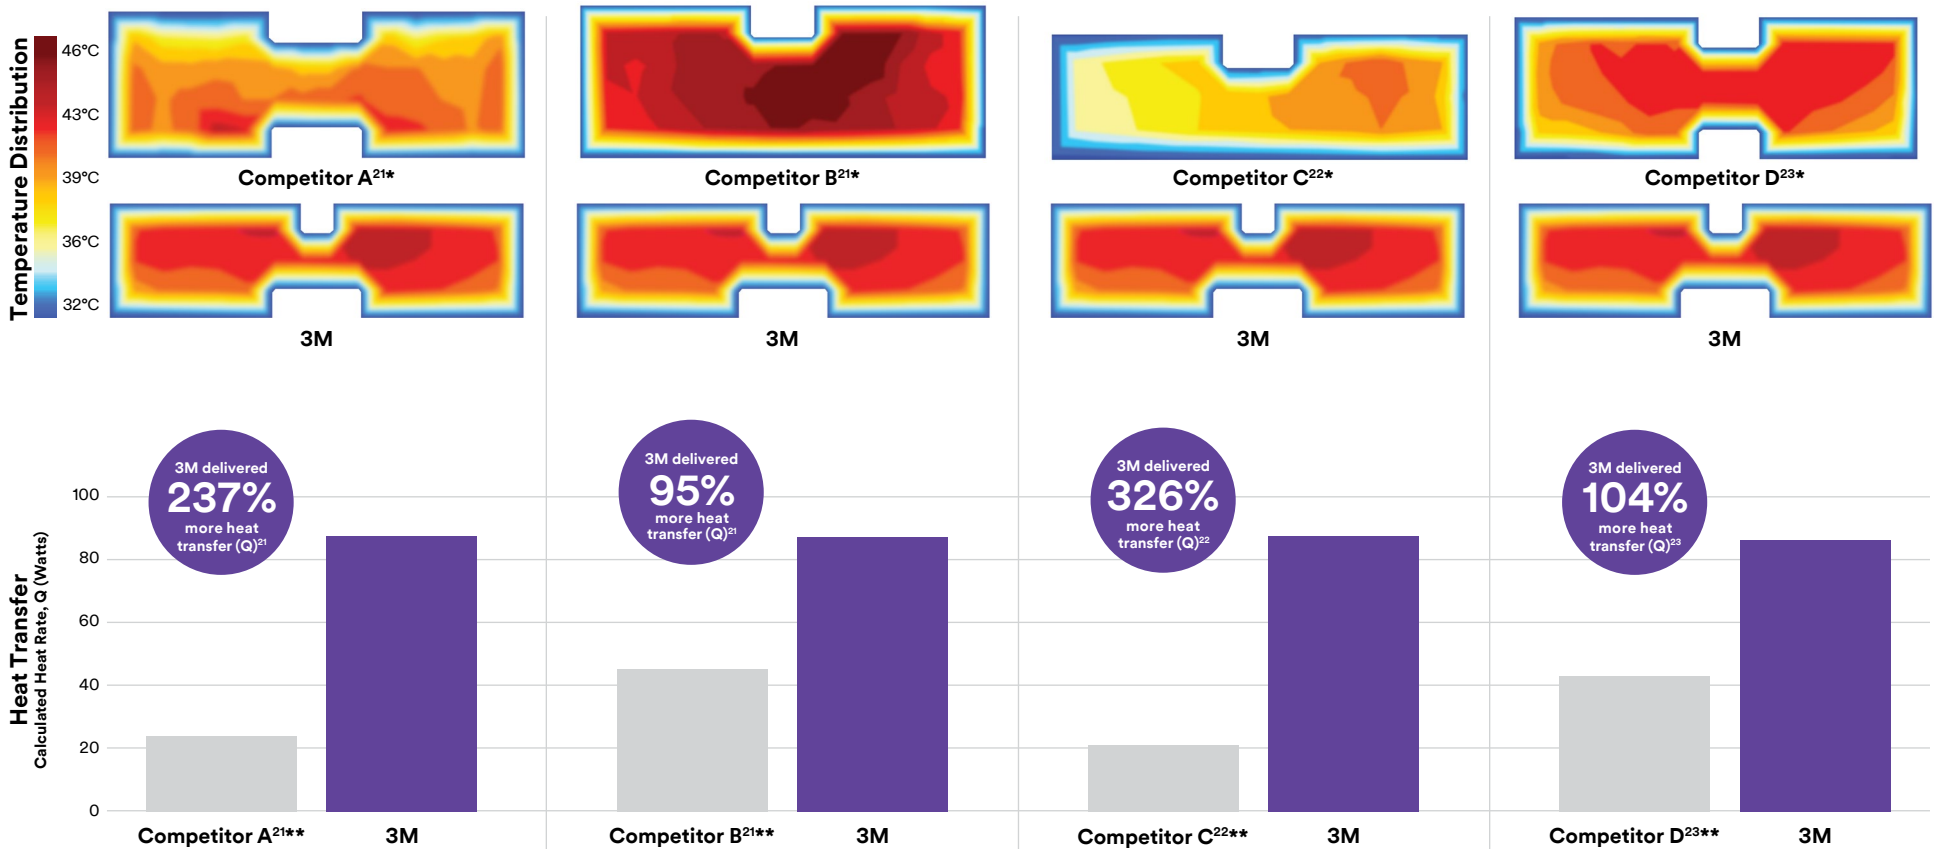 Temperature Distribution
46°C
43°C
39°C
36°C
32°C
Competitor A21*
Competitor B21*
Competitor C22*
Competitor D23*
3M
3M
3M
3M
3M delivered
237%
more heat
transfer (Q)21
3M delivered
95%
more heat
transfer (Q)21
3M delivered
326%
more heat
transfer (Q)22
3M delivered
104%
more heat
transfer (Q)23
Heat Transfer
Calculated Heat Rate, Q (Watts)
100
80
60
40
20
0
Competitor A21**
3M
Competitor B21**
3M
Competitor C22**
3M
Competitor D23**
3M